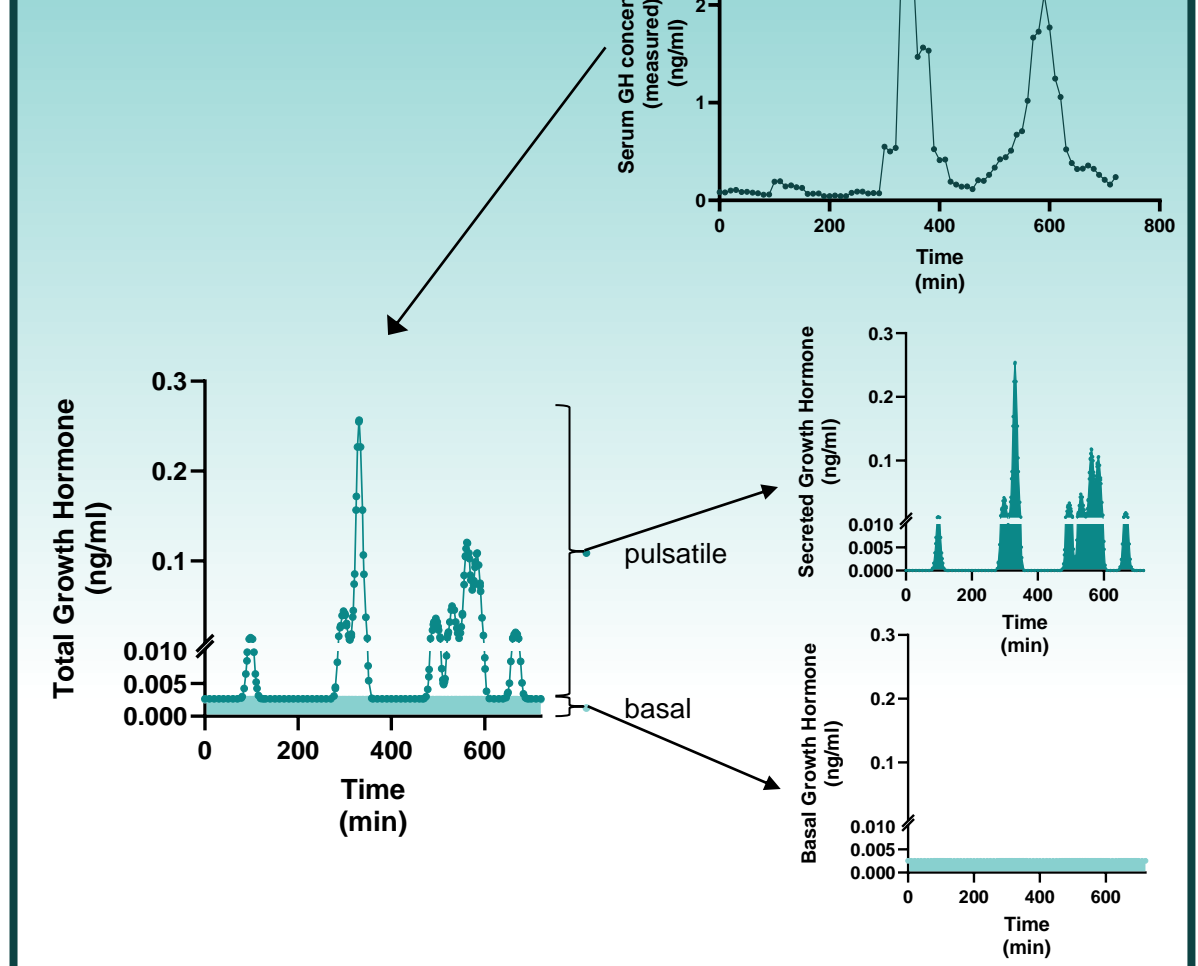 Serum GH concen
(measured)
(ng/ml)
2
1
0
0 200 400 600 800
Time
(min)
Total Growth Hormone
(ng/ml)
0.3
0.2
0.1
0.010
0.005
0.000
0 200 400 600
Time
(min)
pulsatile
basal
Secreted Growth Hormone
(ng/ml)
0.3
0.2
0.1
0.010
0.005
0.000
0 200 400 600
Time
(min)
Basal Growth Hormone
(ng/ml)
0.3
0.2
0.1
0.010
0.005
0.000
0 200 400 600
Time
(min)